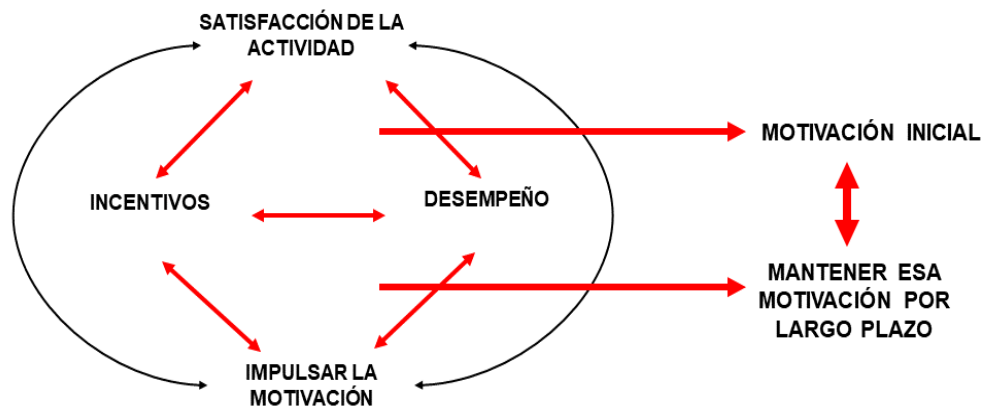 SATISFACCIÓN DE LA
ACTIVIDAD
INCENTIVOS
DESEMPEÑO
IMPULSAR LA
MOTIVACIÓN
MOTIVACIÓN INICIAL
MANTENER ESA
MOTIVACIÓN POR
LARGO PLAZO